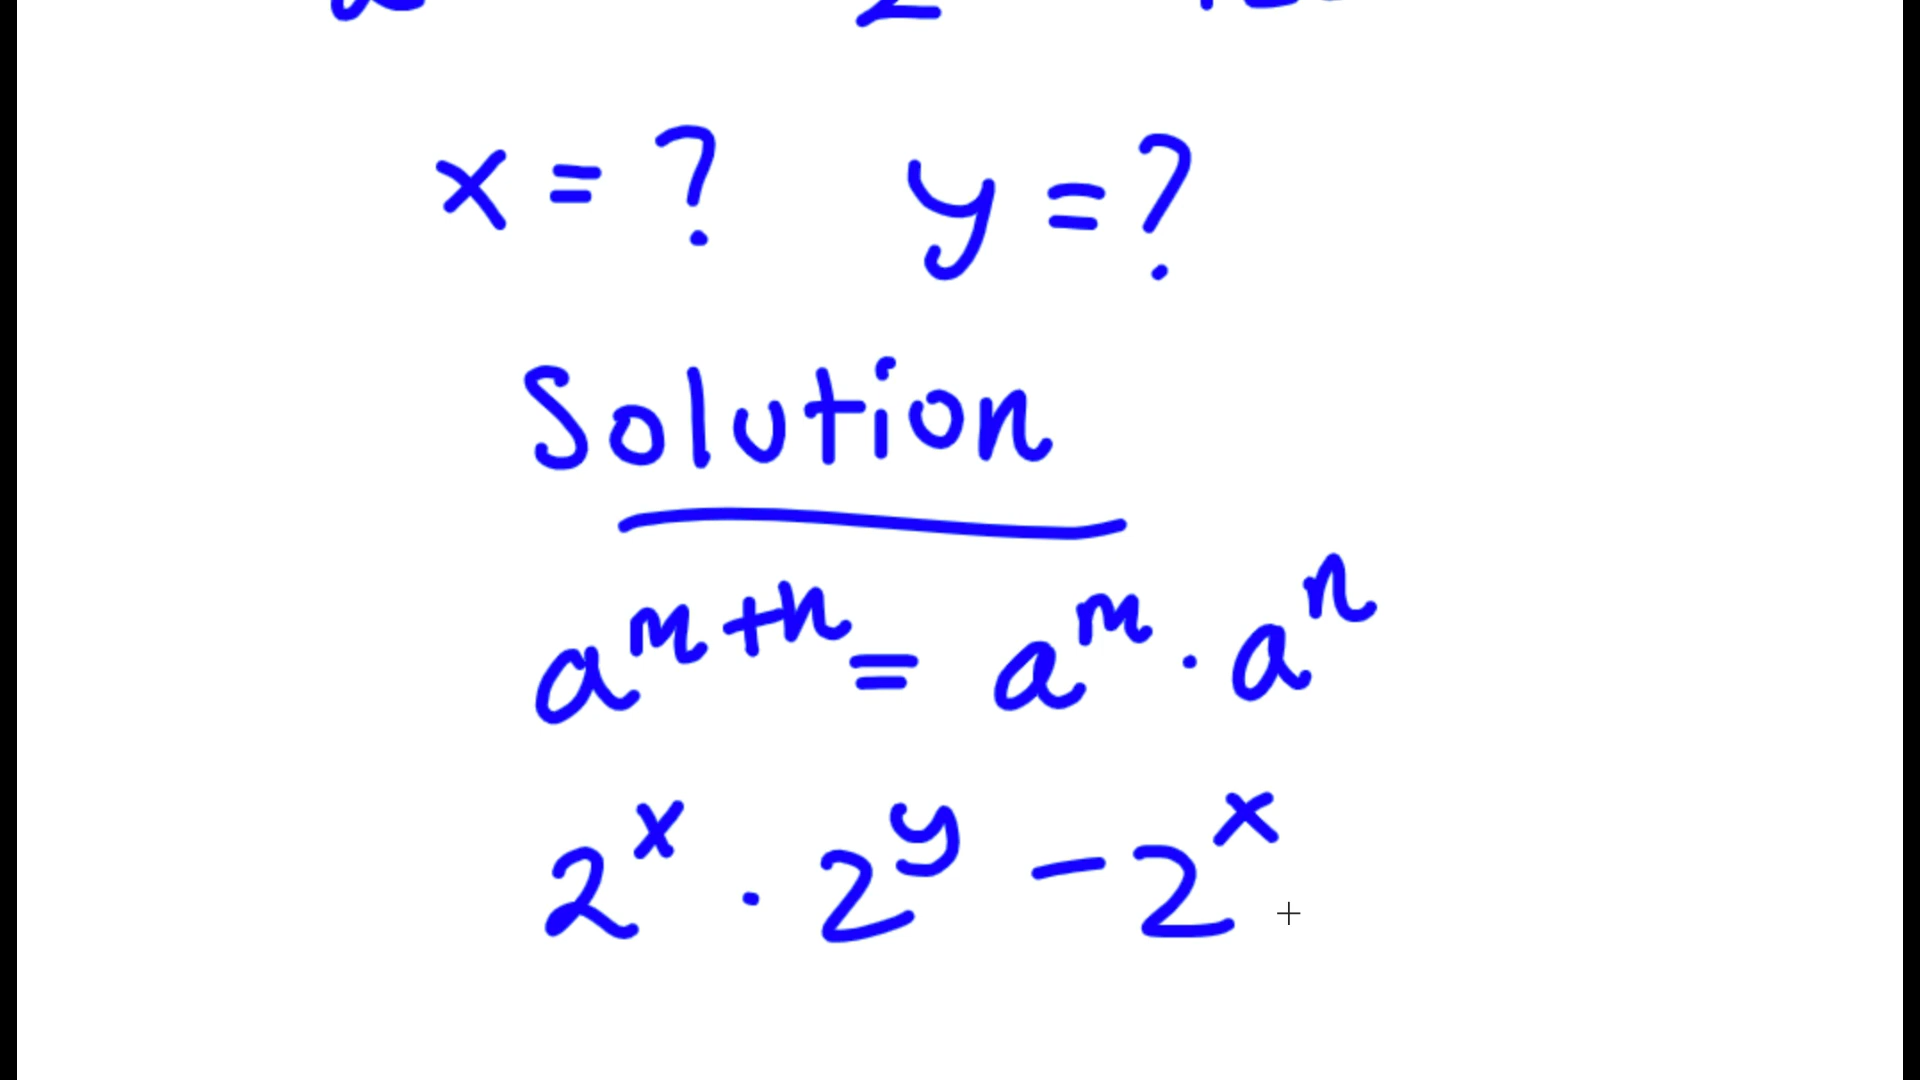 x = ? y = ?
Solution
a^{m+n} = a^m · a^n
2^x · 2^y - 2^x